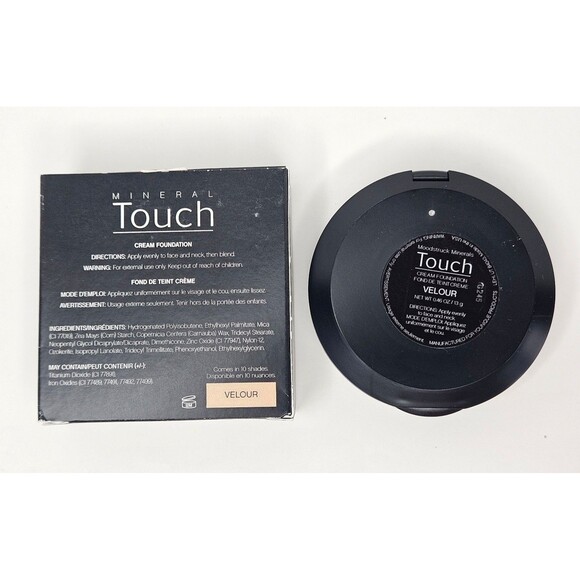 MINERAL
Touch
CREAM FOUNDATION
DIRECTIONS: Apply evenly to face and neck, then blend.
WARNING: For external use only. Keep out of reach of children.
FOND DE TEINT CRÈME
MODE D'EMPLOI: Appliquez uniformément sur le visage et le cou, ensuite lissez
AVERTISSEMENT: Usage externe seulement. Tenir hors de la portée des enfants
INGREDIENTS/INGRÉDIENTS: Hydrogenated Polyisobutene, Ethylhexyl Palmitate, Mica
(CI 77019), Zea Mays (Corn) Starch, Copernicia Cerifera (Carnauba) Wax, Tridecyl Stearate,
Neopentyl Glycol Dicaprylate/Dicaprate, Dimethicone, Zinc Oxide (CI 77947), Nylon-12,
Ozokerite, Isopropyl Lanolate, Tridecyl Trimellitate, Phenoxyethanol, Ethylhexylglycerin.
MAY CONTAIN/PEUT CONTENIR (+/-):
Titanium Dioxide (CI 77891),
Iron Oxides (CI 77489, 77491, 77492, 77499).
Comes in 10 shades.
Disponible en 10 nuances.
VELOUR
Moodstruck Minerals
Touch
CREAM FOUNDATION
FOND DE TEINT CRÈME
VELOUR
NET WT 0.46 OZ/13 g
DIRECTIONS: Apply evenly
to face and neck.
MODE D'EMPLOI: Appliquez
uniformément sur le visage
et le cou.